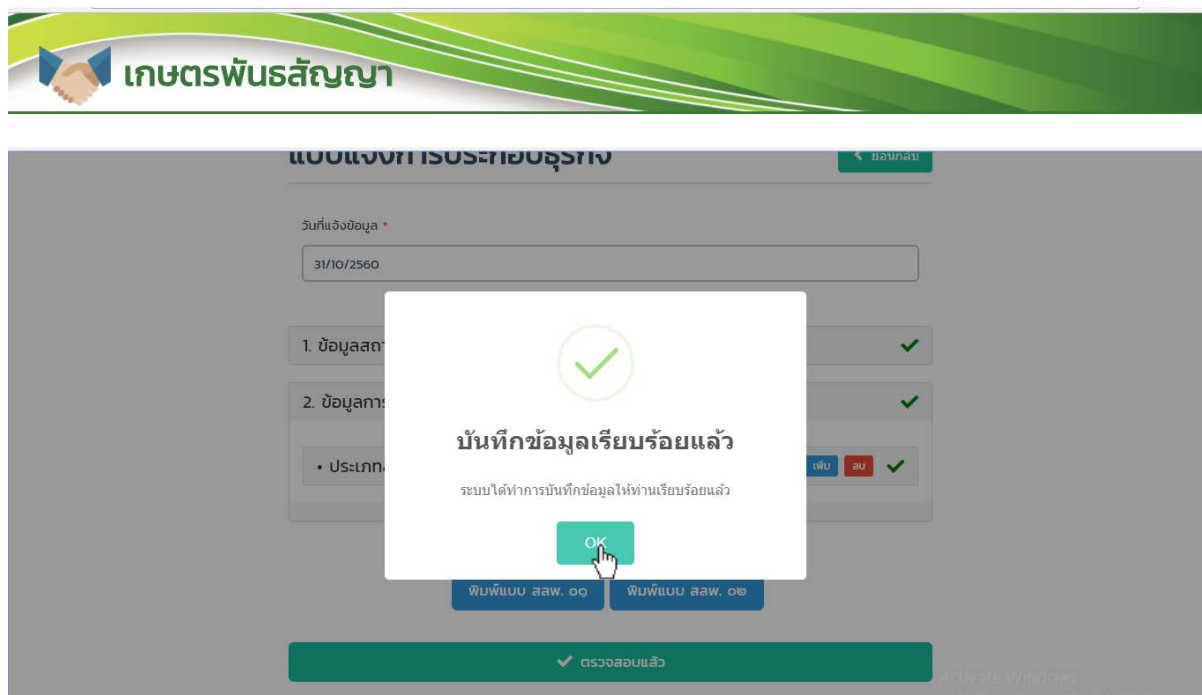 เกษตรพันธสัญญา
แบบแจ้งการประกอบธุรกิจ
ย้อนกลับ
วันที่แจ้งข้อมูล *
31/10/2560
1. ข้อมูลสถา
2. ข้อมูลการ
• ประเภท
เพิ่ม ลบ
บันทึกข้อมูลเรียบร้อยแล้ว
ระบบได้ทำการบันทึกข้อมูลให้ท่านเรียบร้อยแล้ว
OK
พิมพ์แบบ สลพ. ๐๑ พิมพ์แบบ สลพ. ๐๒
ตรวจสอบแล้ว
Activate Windows